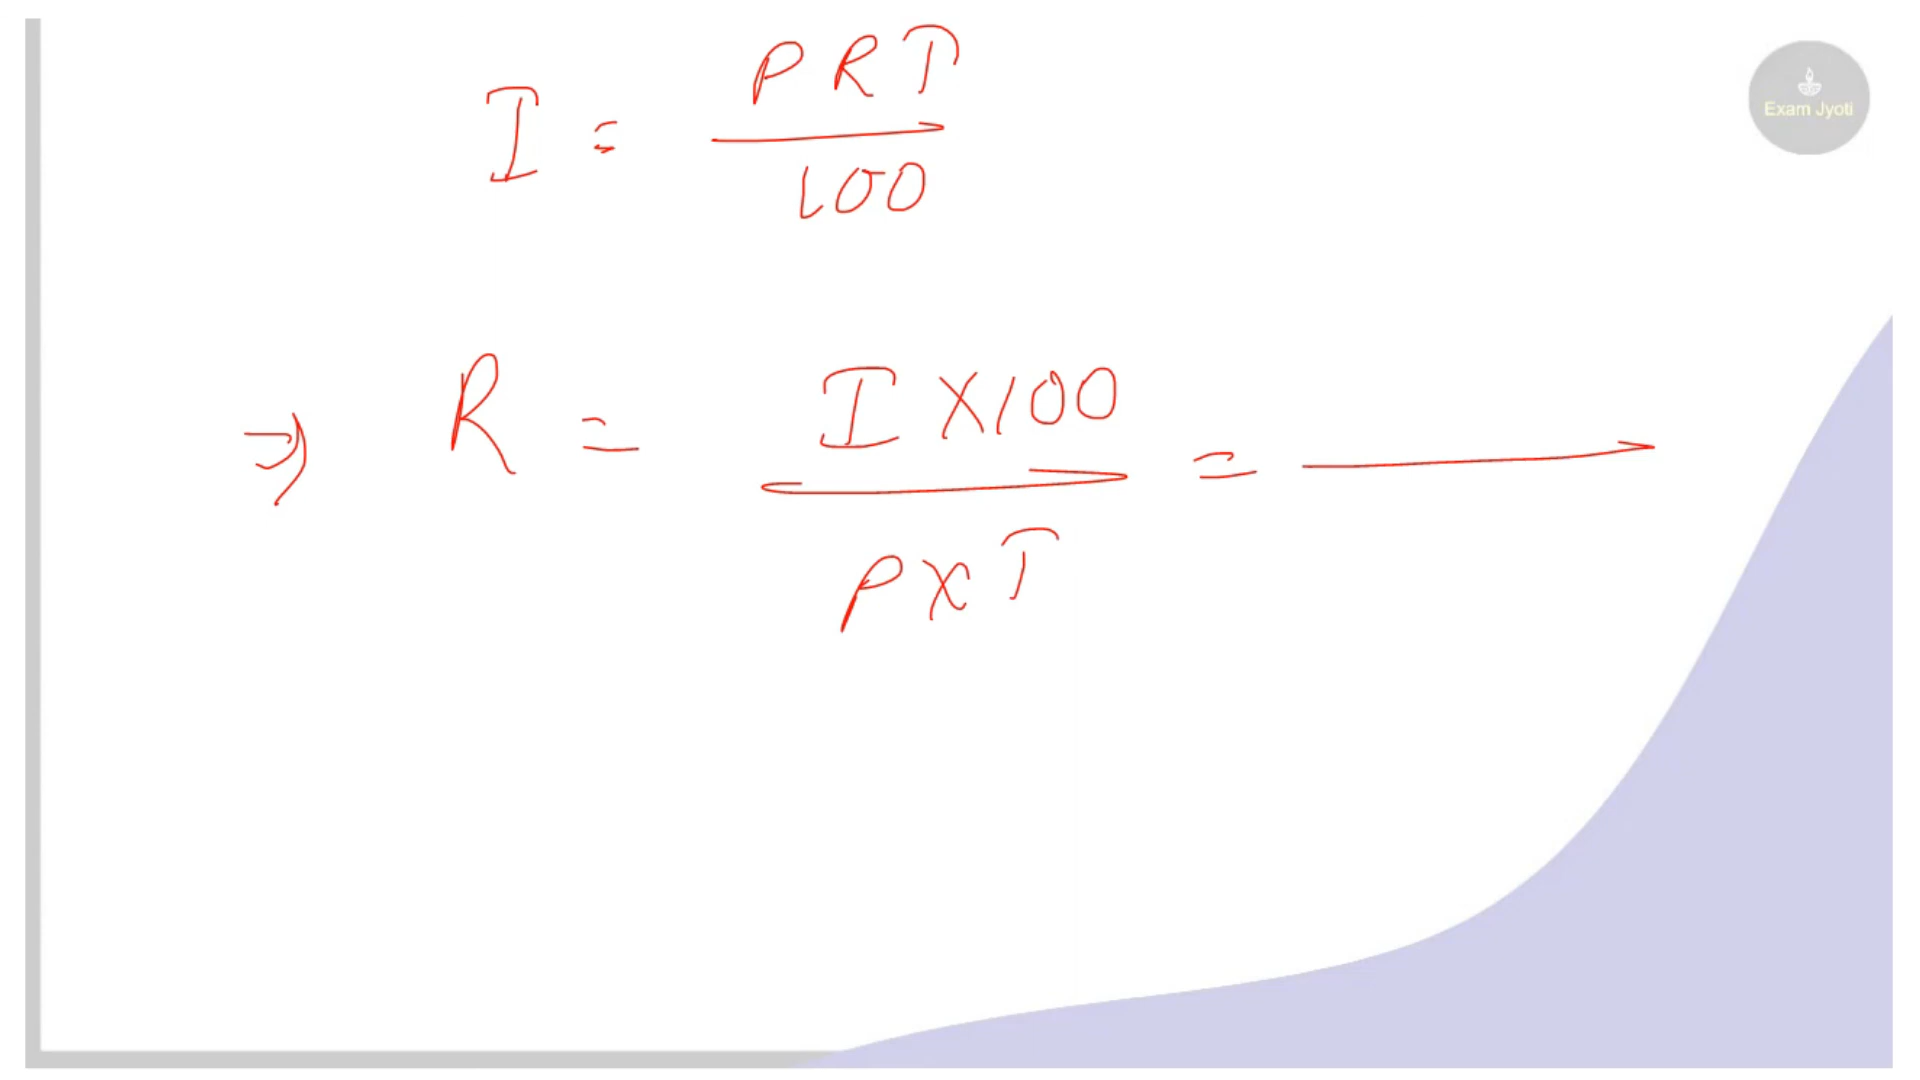 I = PRT / 100
Exam Jyoti
⇒ R = I × 100 / P × T =